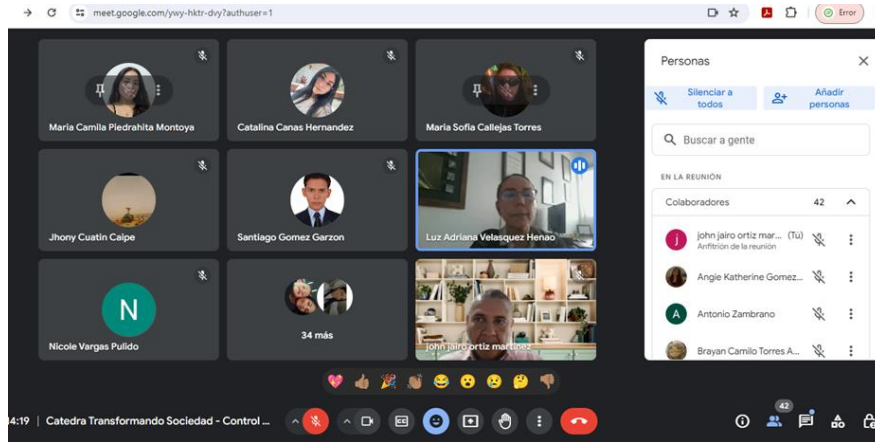 meet.google.com/ywy-hktr-dvy?authuser=1
Error
Maria Camila Piedrahita Montoya
Catalina Canas Hernandez
Maria Sofia Callejas Torres
Jhony Cuatin Caipe
Santiago Gomez Garzon
Luz Adriana Velasquez Henao
N
Nicole Vargas Pulido
34 más
john jairo ortiz martinez
Personas
Silenciar a
todos
Añadir
personas
Buscar a gente
EN LA REUNIÓN
Colaboradores 42
j
john jairo ortiz mar... (Tú)
Anfitrión de la reunión
Angie Katherine Gomez...
A
Antonio Zambrano
Brayan Camilo Torres A...
4:19 | Catedra Transformando Sociedad - Control ...
CC
42